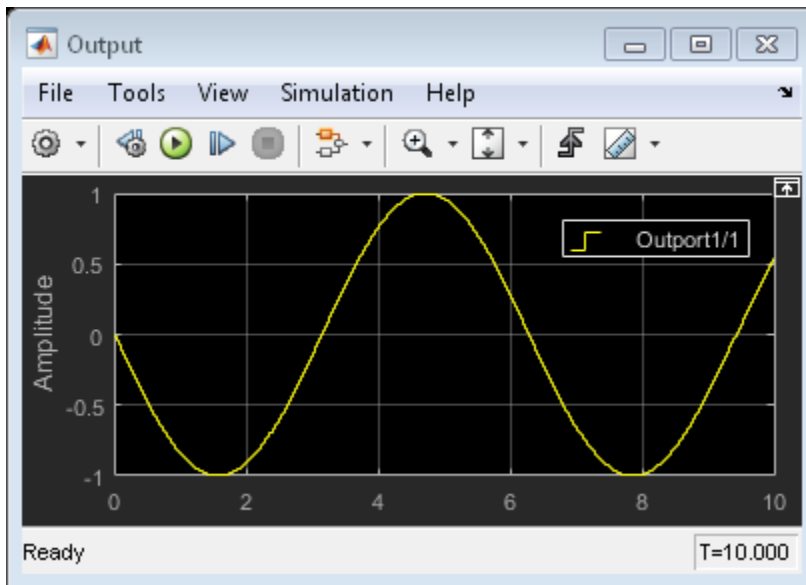 Output
File Tools View Simulation Help
1
Outport1/1
0.5
Amplitude
0
-0.5
-1
0 2 4 6 8 10
Ready T=10.000